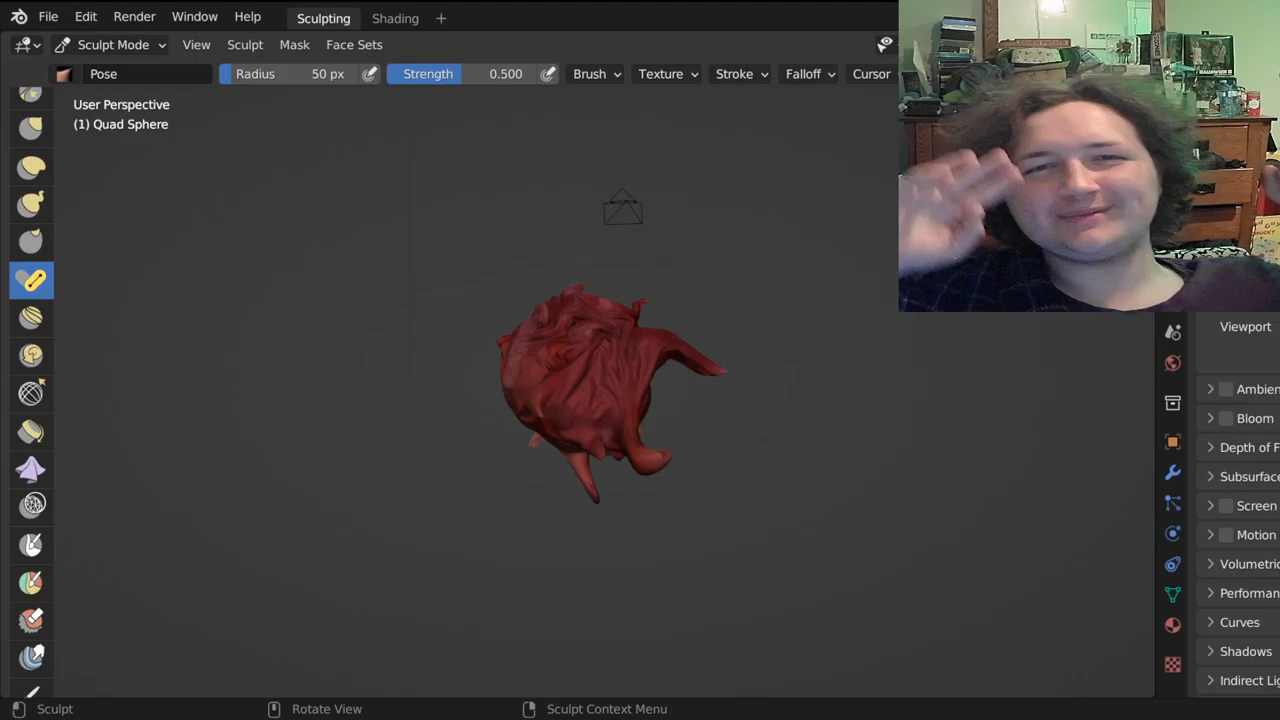 File Edit Render Window Help Sculpting Shading +
Sculpt Mode View Sculpt Mask Face Sets
Pose Radius 50 px Strength 0.500 Brush Texture Stroke Falloff Cursor
User Perspective
(1) Quad Sphere
Viewport
Ambien
Bloom
Depth of F
Subsurface
Screen
Motion
Volumetric
Performan
Curves
Shadows
Indirect Lig
Sculpt Rotate View Sculpt Context Menu